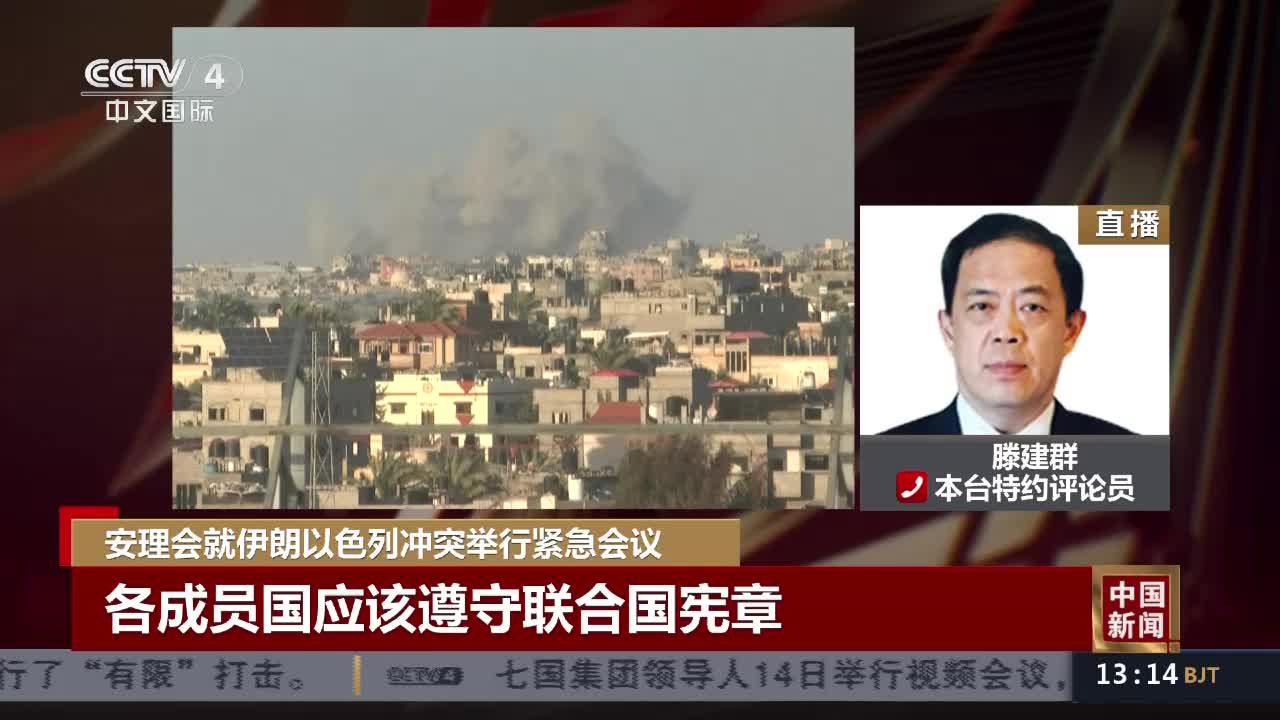 CCTV 4
中文国际
直播
滕建群
本台特约评论员
安理会就伊朗以色列冲突举行紧急会议
各成员国应该遵守联合国宪章
中国
新闻
行了“有限”打击。 CCTV4 七国集团领导人14日举行视频会议，
13:14 BJT